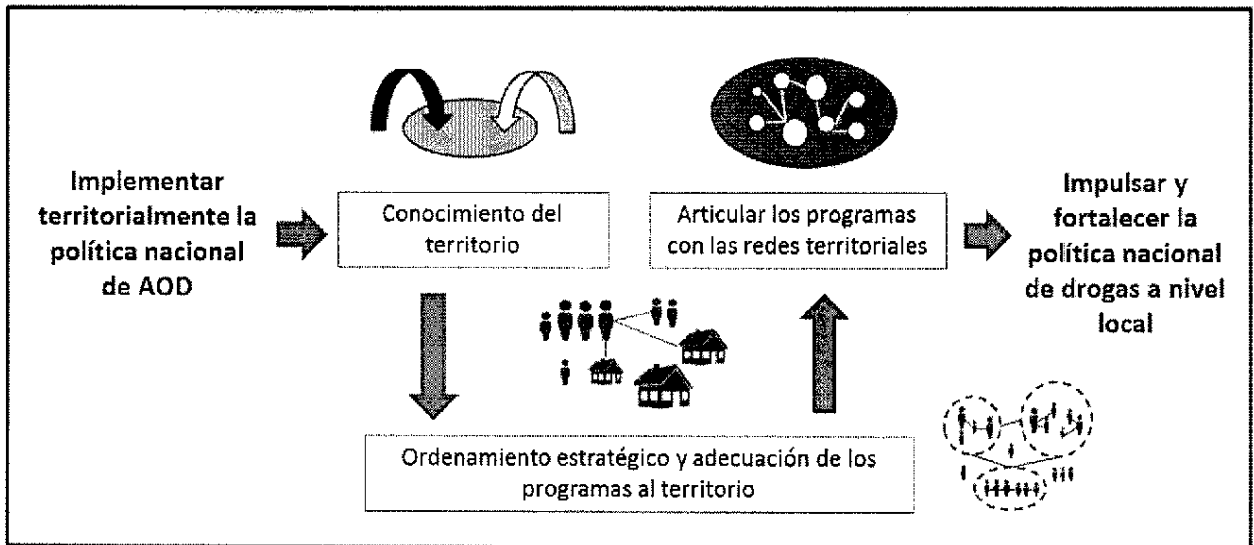 Implementar
territorialmente la
política nacional
de AOD
Conocimiento del
territorio
Ordenamiento estratégico y adecuación de los
programas al territorio
Articular los programas
con las redes territoriales
Impulsar y
fortalecer la
política nacional
de drogas a nivel
local